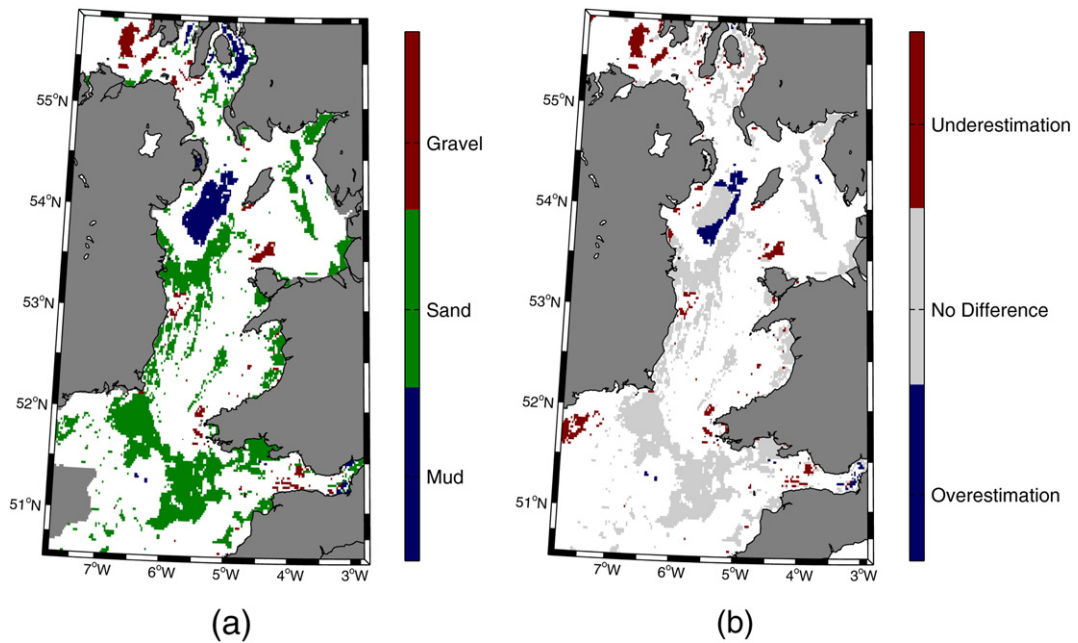 55°N
54°N
53°N
52°N
51°N
7°W
6°W
5°W
4°W
3°W
Gravel
Sand
Mud
(a)
55°N
54°N
53°N
52°N
51°N
7°W
6°W
5°W
4°W
3°W
Underestimation
No Difference
Overestimation
(b)